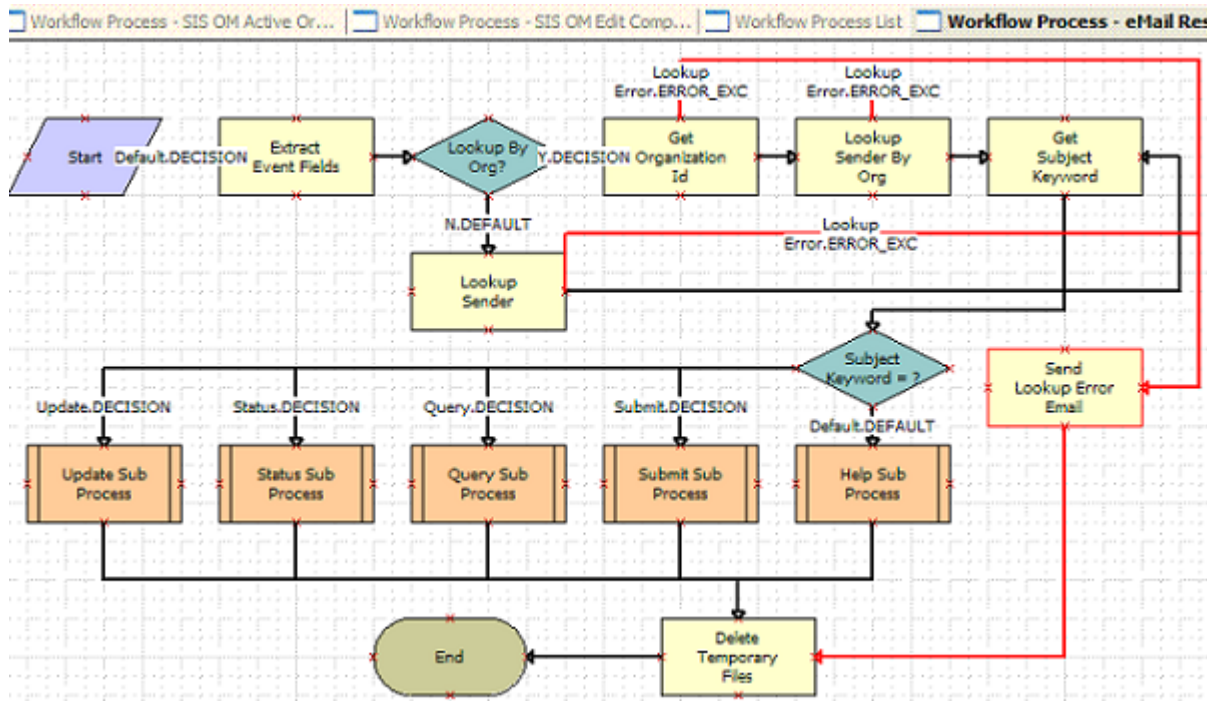 Workflow Process - SIS OM Active Or...
Workflow Process - SIS OM Edit Comp...
Workflow Process List
Workflow Process - eMail Res
Lookup
Error.ERROR_EXC
Lookup
Error.ERROR_EXC
Start
Default.DECISION
Extract
Event Fields
Lookup By
Org?
Y.DECISION
Get
Organization
Id
Lookup
Sender By
Org
Get
Subject
Keyword
N.DEFAULT
Lookup
Error.ERROR_EXC
Lookup
Sender
Subject
Keyword = ?
Send
Lookup Error
Email
Update.DECISION
Status.DECISION
Query.DECISION
Submit.DECISION
Default.DEFAULT
Update Sub
Process
Status Sub
Process
Query Sub
Process
Submit Sub
Process
Help Sub
Process
End
Delete
Temporary
Files